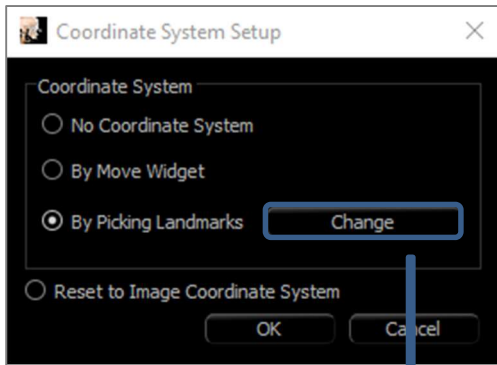 Coordinate System Setup
Coordinate System
No Coordinate System
By Move Widget
By Picking Landmarks Change
Reset to Image Coordinate System
OK Cancel